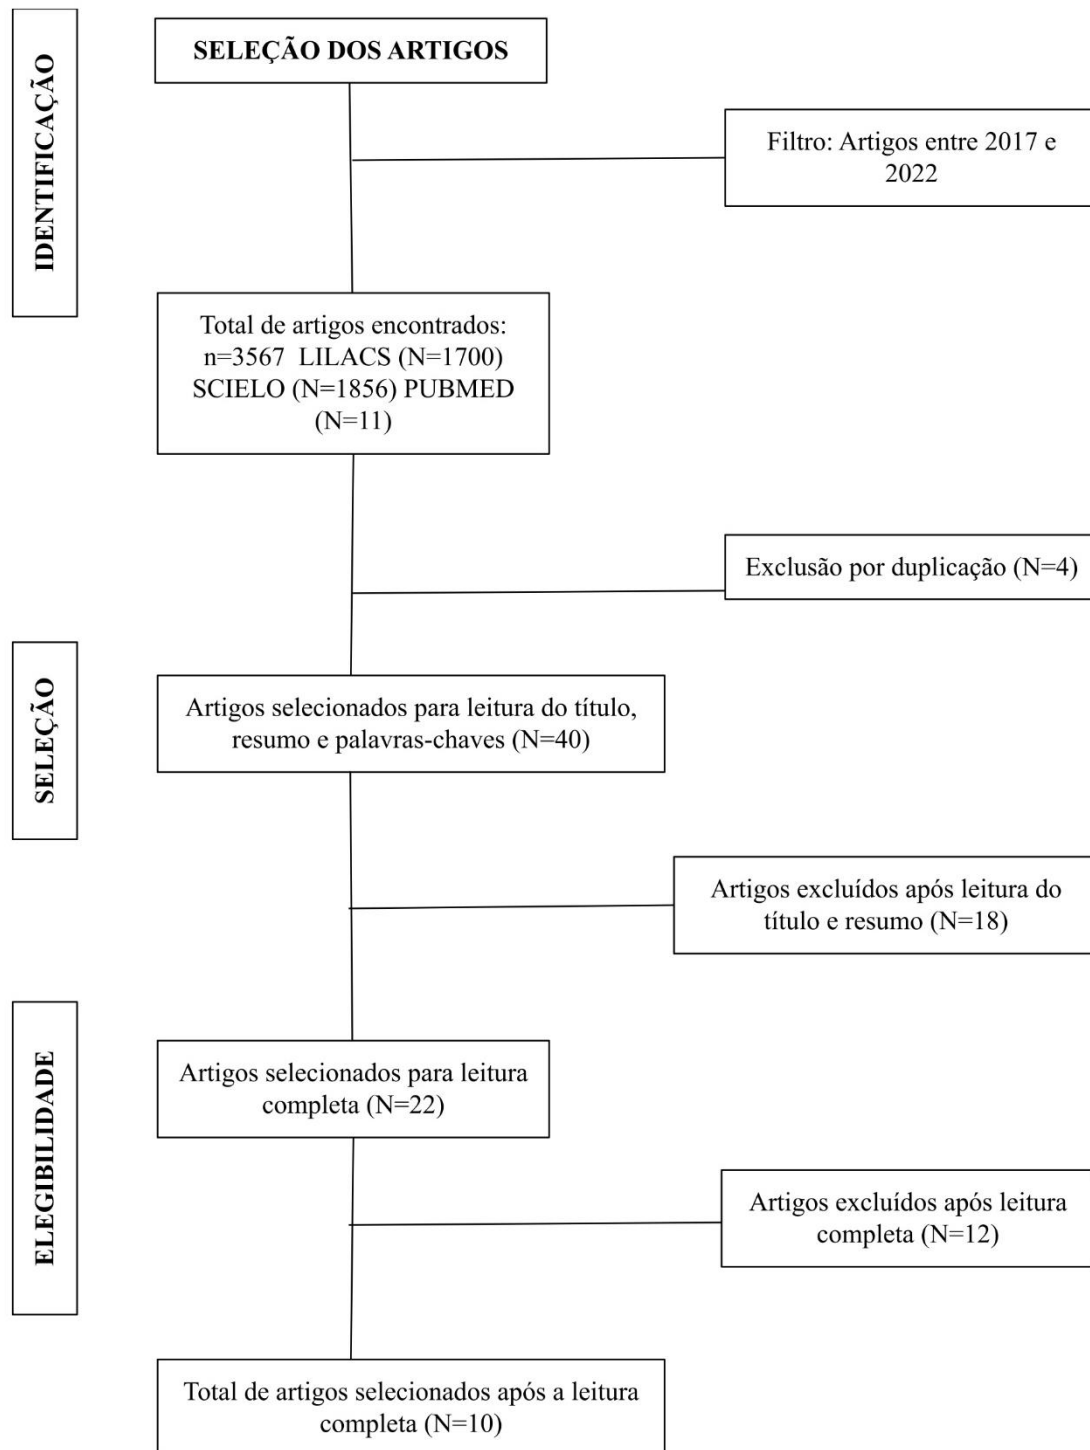 IDENTIFICAÇÃO
SELEÇÃO DOS ARTIGOS
Filtro: Artigos entre 2017 e
2022
Total de artigos encontrados:
n=3567 LILACS (N=1700)
SCIELO (N=1856) PUBMED
(N=11)
Exclusão por duplicação (N=4)
SELEÇÃO
Artigos selecionados para leitura do título,
resumo e palavras-chaves (N=40)
Artigos excluídos após leitura do
título e resumo (N=18)
ELEGIBILIDADE
Artigos selecionados para leitura
completa (N=22)
Artigos excluídos após leitura
completa (N=12)
Total de artigos selecionados após a leitura
completa (N=10)